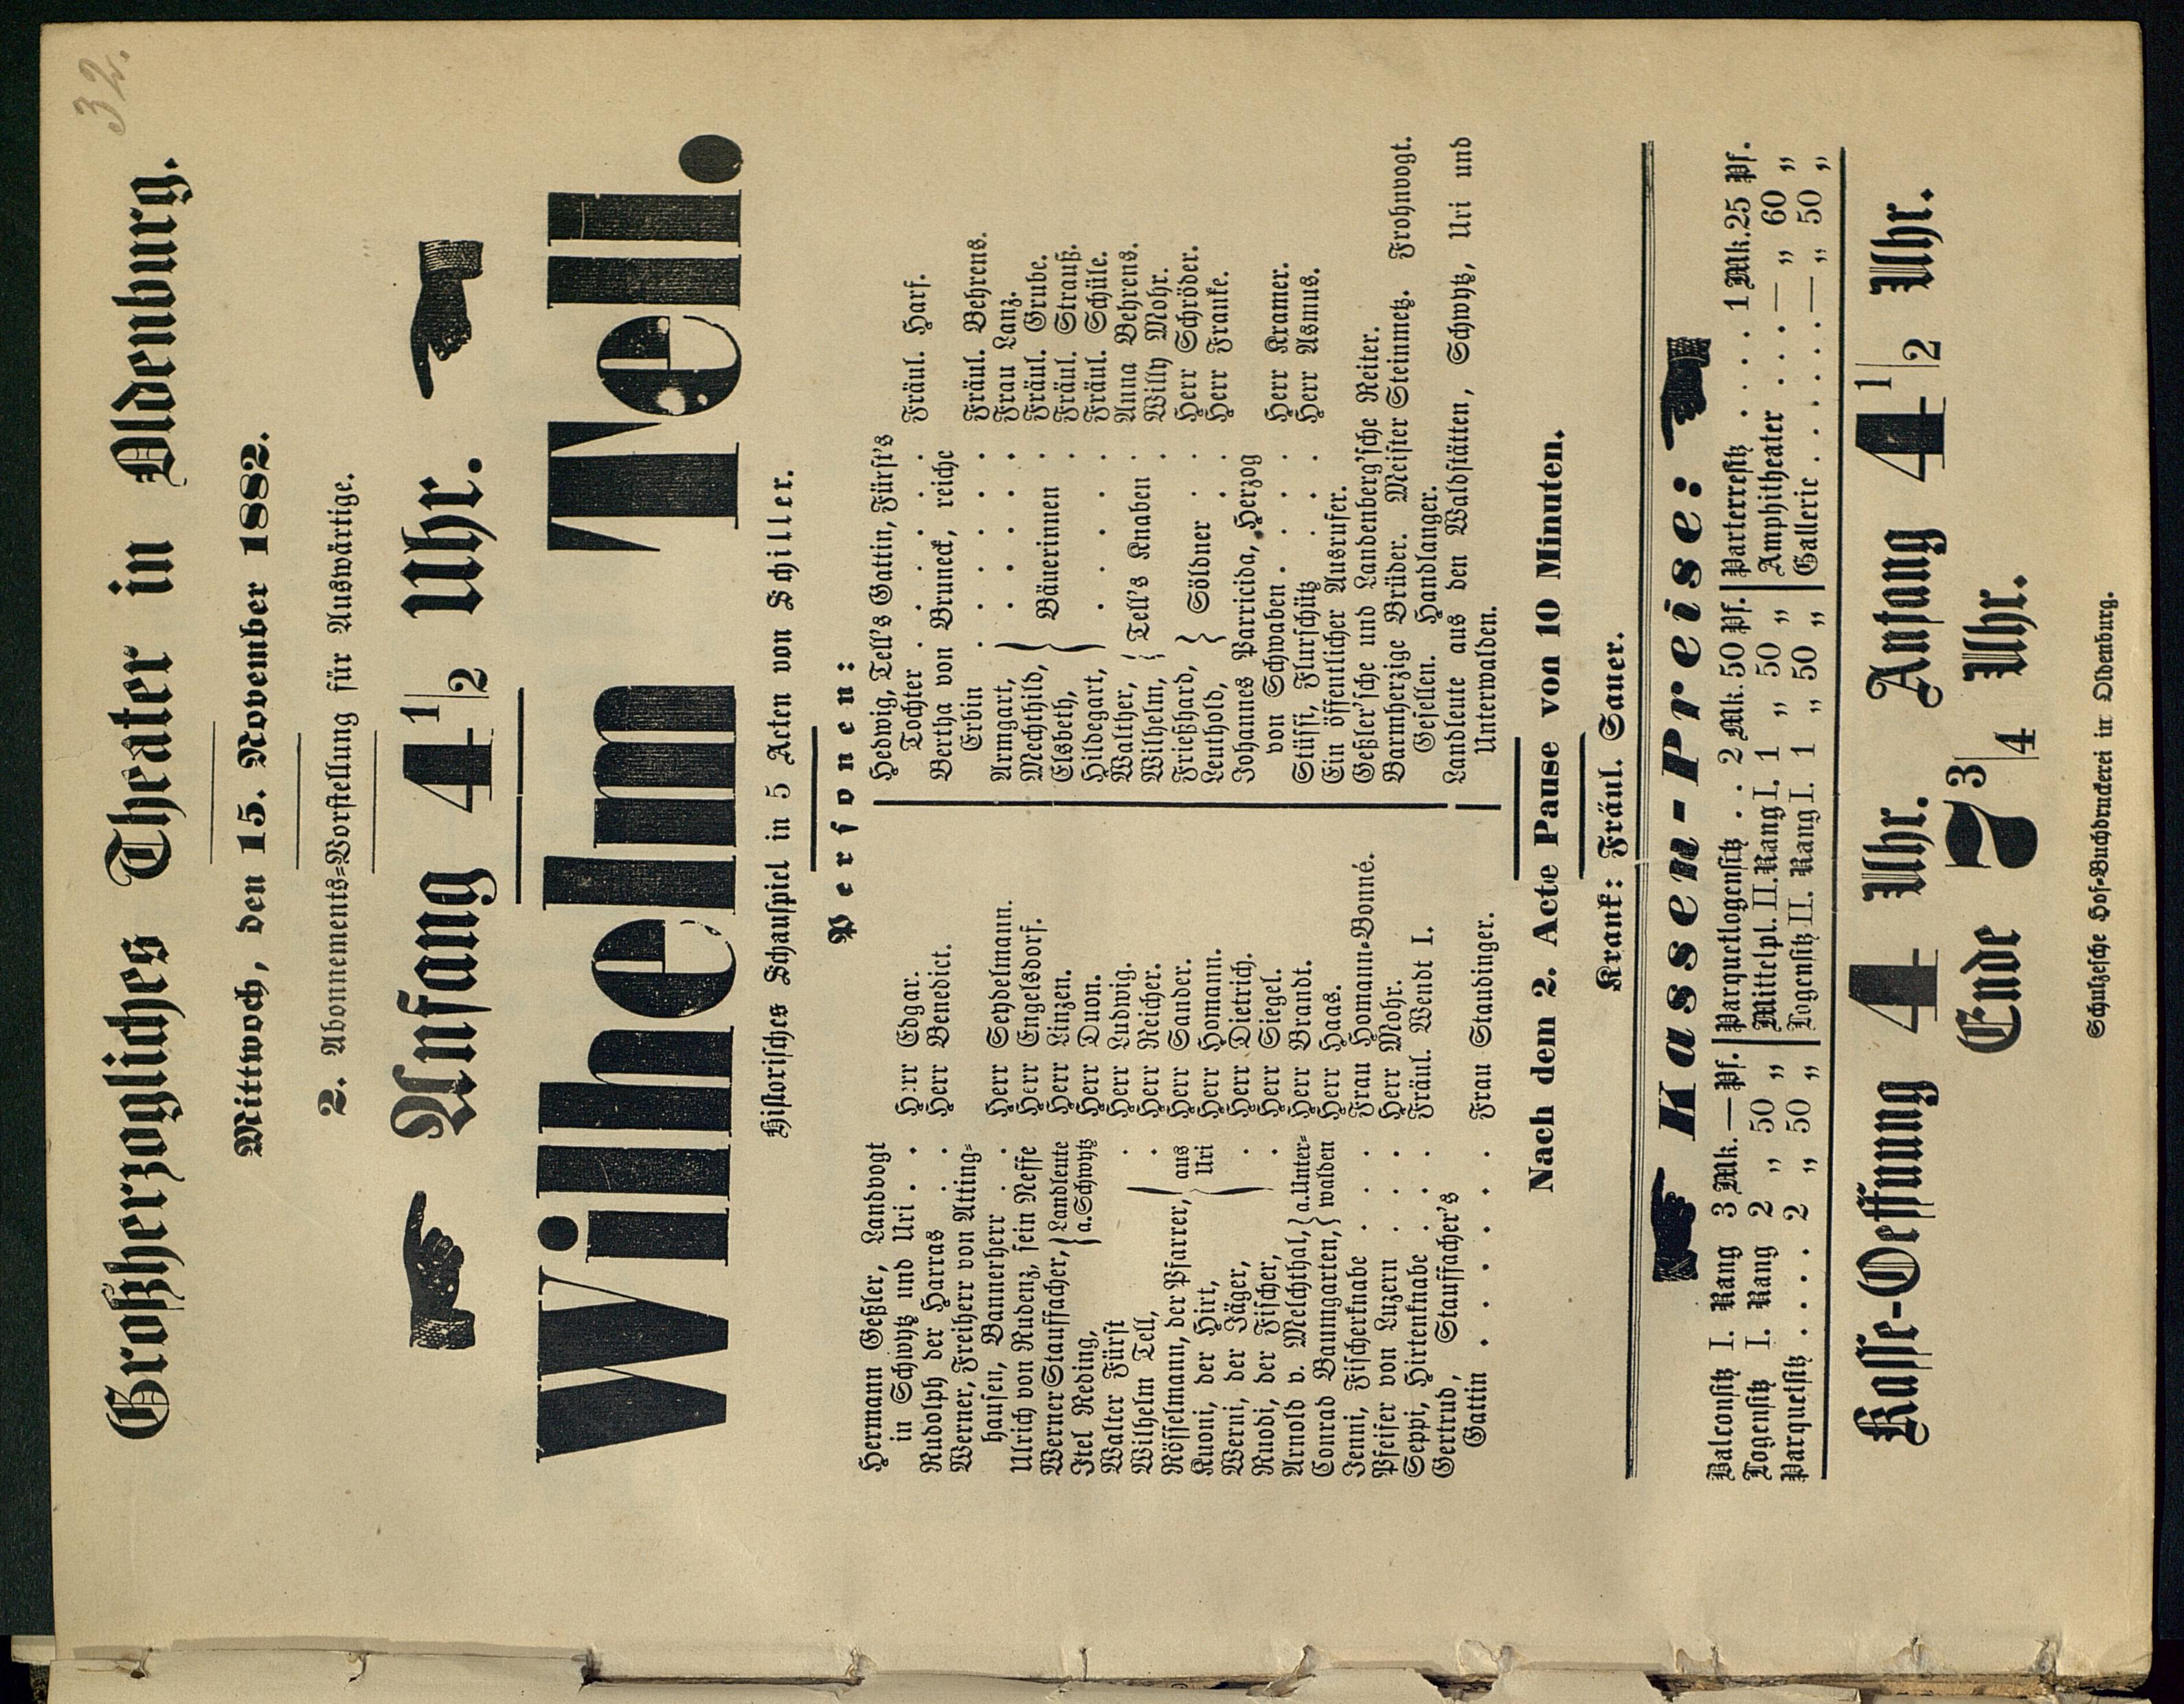 32.
Großherzogliches Theater in Oldenburg.
Mittwoch, den 15. November 1882.
2. Abonnements-Vorstellung für Auswärtige.
Anfang 4 1/2 Uhr.
Wilhelm Tell.
Historisches Schauspiel in 5 Acten von Schiller.
Personen:
Hermann Geßler, Landvogt
in Schwytz und Uri . . Herr Edgar.
Rudolph der Harras . . Herr Benedict.
Werner, Freiherr von Atting-
hausen, Bannerherr . . Herr Seydelmann.
Ulrich von Rudenz, sein Neffe Herr Engelsdorf.
Werner Stauffacher, } Landleute Herr Linzen.
Itel Reding, } a. Schwytz Herr Duon.
Walter Fürst . Herr Ludwig.
Wilhelm Tell, . Herr Reicher.
Rösselmann, der Pfarrer, } aus Herr Sander.
Kuoni, der Hirt, } Uri Herr Homann.
Werni, der Jäger, . Herr Dietrich.
Ruodi, der Fischer, . Herr Siegel.
Arnold v. Melchthal, } a. Unter- Herr Brandt.
Conrad Baumgarten, } walden Herr Haas.
Jenni, Fischerknabe . . . Frau Homann-Bonné.
Pfeifer von Luzern . . . Herr Mohr.
Seppi, Hirtenknabe . . . Fräul. Wendt I.
Gertrud, Stauffacher's
Gattin . . . . . . Frau Staudinger.
Hedwig, Tell's Gattin, Fürst's
Tochter . . . . . . Fräul. Harf.
Bertha von Bruneck, reiche
Erbin . . . . . . Fräul. Behrens.
Armgart, . . . . . Frau Lanz.
Mechthild, } Bäuerinnen . Fräul. Grube.
Elsbeth, . Fräul. Strauß.
Hildegart, . . . . Fräul. Schüle.
Walther, } Tell's Knaben . Anna Behrens.
Wilhelm, . Willy Mohr.
Frießhard, } Söldner . . Herr Schröder.
Leuthold, . . Herr Franke.
Johannes Parricida, Herzog
von Schwaben . . . . Herr Kramer.
Stüssi, Flurschütz . . . Herr Asmus.
Ein öffentlicher Ausrufer.
Geßler'sche und Landenberg'sche Reiter.
Barmherzige Brüder. Meister Steinmetz. Frohnvogt.
Gesellen. Handlanger.
Landleute aus den Waldstätten, Schwytz, Uri und
Unterwalden.
Nach dem 2. Acte Pause von 10 Minuten.
Krank: Fräul. Sauer.
Kassen-Preise:
Balconsitz I. Rang 3 Mk. — Pf. | Parquetlogensitz . . 2 Mk. 50 Pf. | Parterresitz . . . . 1 Mk. 25 Pf.
Logensitz I. Rang 2 „ 50 „ | Mittelpl. II. Rang I. 1 „ 50 „ | Amphitheater . . . — „ 60 „
Parquetsitz . . . . 2 „ 50 „ | Logensitz II. Rang I. 1 „ 50 „ | Gallerie . . . . . — „ 50 „
Kasse-Oeffnung 4 Uhr. Anfang 4 1/2 Uhr.
Ende 7 3/4 Uhr.
Schulzesche Hof-Buchdruckerei in Oldenburg.